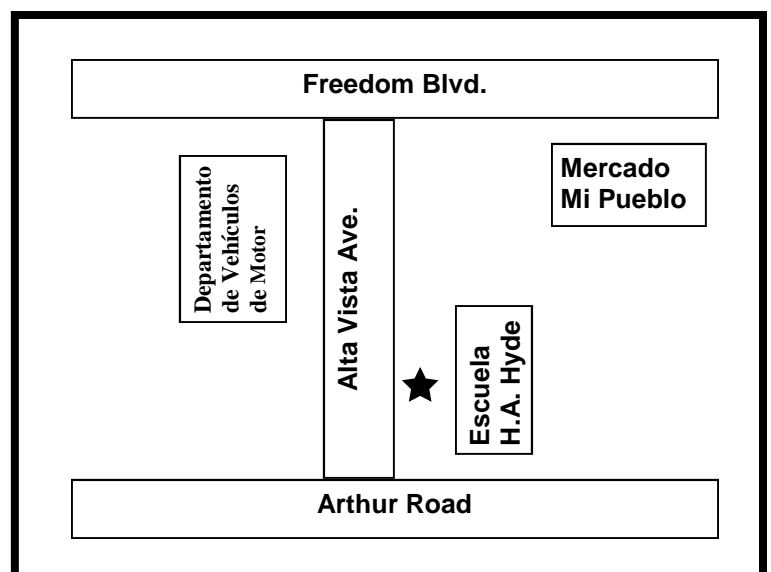 Freedom Blvd.
Departamento
de Vehículos
de Motor
Alta Vista Ave.
Mercado
Mi Pueblo
Escuela
H.A. Hyde
Arthur Road